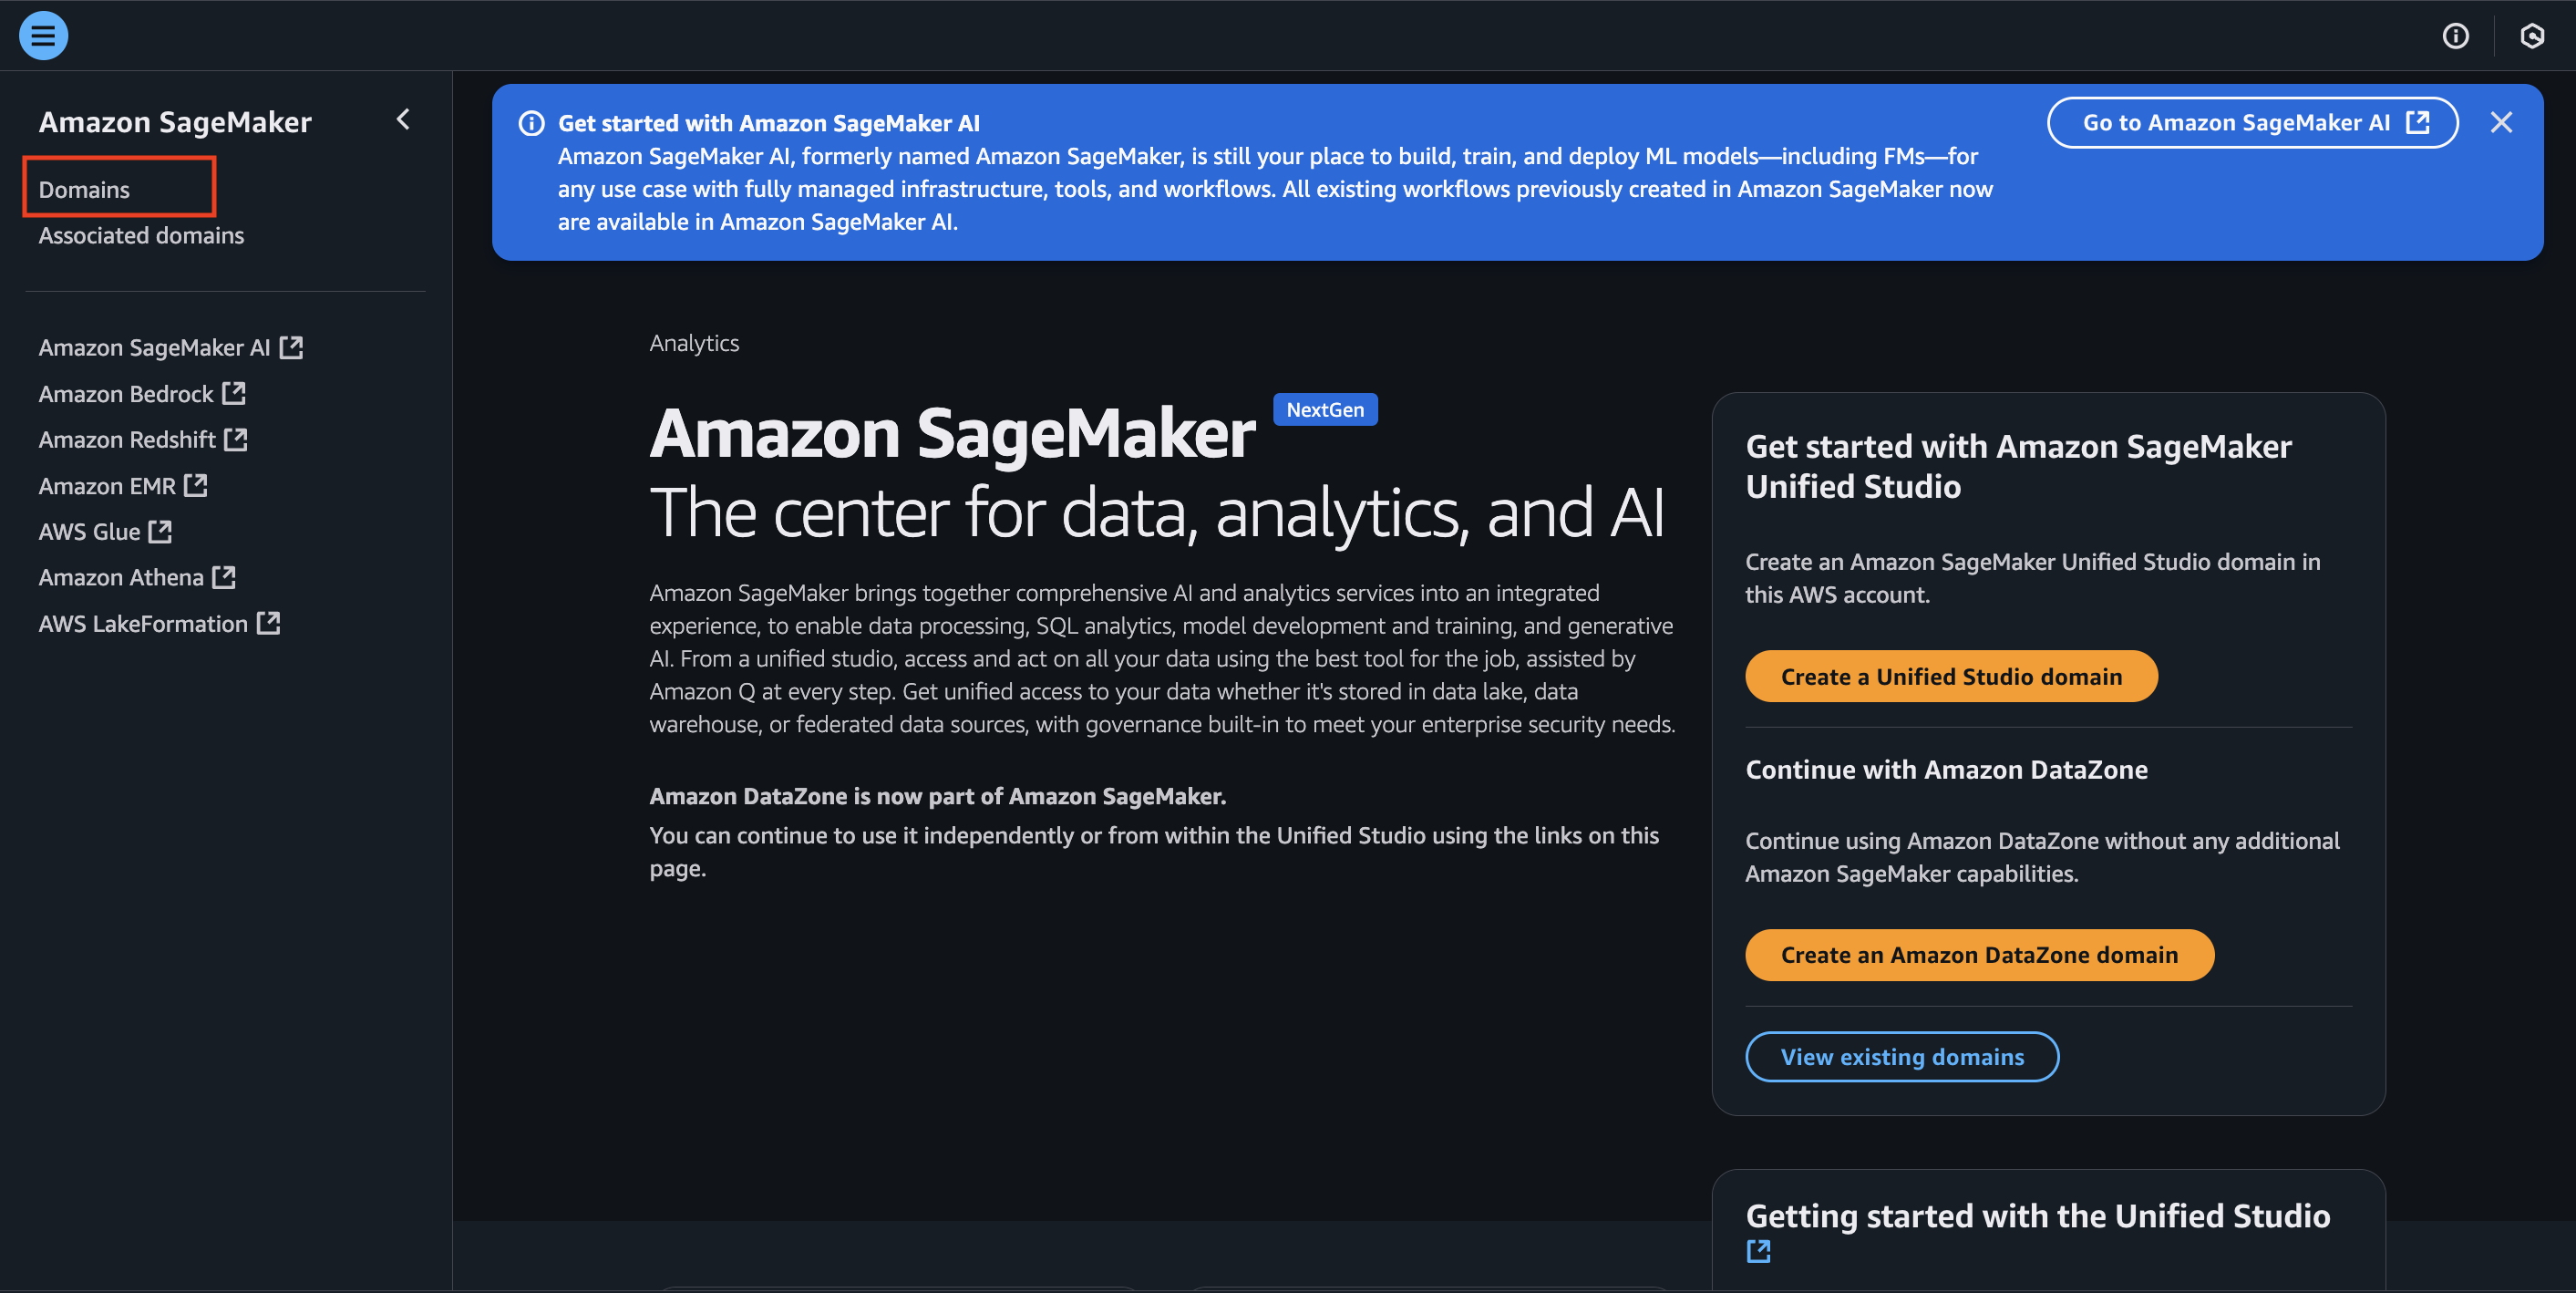 Amazon SageMaker
Domains
Associated domains
Amazon SageMaker AI
Amazon Bedrock
Amazon Redshift
Amazon EMR
AWS Glue
Amazon Athena
AWS LakeFormation
Get started with Amazon SageMaker AI
Amazon SageMaker AI, formerly named Amazon SageMaker, is still your place to build, train, and deploy ML models—including FMs—for
any use case with fully managed infrastructure, tools, and workflows. All existing workflows previously created in Amazon SageMaker now
are available in Amazon SageMaker AI.
Go to Amazon SageMaker AI
Analytics
Amazon SageMaker NextGen
The center for data, analytics, and AI
Amazon SageMaker brings together comprehensive AI and analytics services into an integrated
experience, to enable data processing, SQL analytics, model development and training, and generative
AI. From a unified studio, access and act on all your data using the best tool for the job, assisted by
Amazon Q at every step. Get unified access to your data whether it's stored in data lake, data
warehouse, or federated data sources, with governance built-in to meet your enterprise security needs.
Amazon DataZone is now part of Amazon SageMaker.
You can continue to use it independently or from within the Unified Studio using the links on this
page.
Get started with Amazon SageMaker
Unified Studio
Create an Amazon SageMaker Unified Studio domain in
this AWS account.
Create a Unified Studio domain
Continue with Amazon DataZone
Continue using Amazon DataZone without any additional
Amazon SageMaker capabilities.
Create an Amazon DataZone domain
View existing domains
Getting started with the Unified Studio